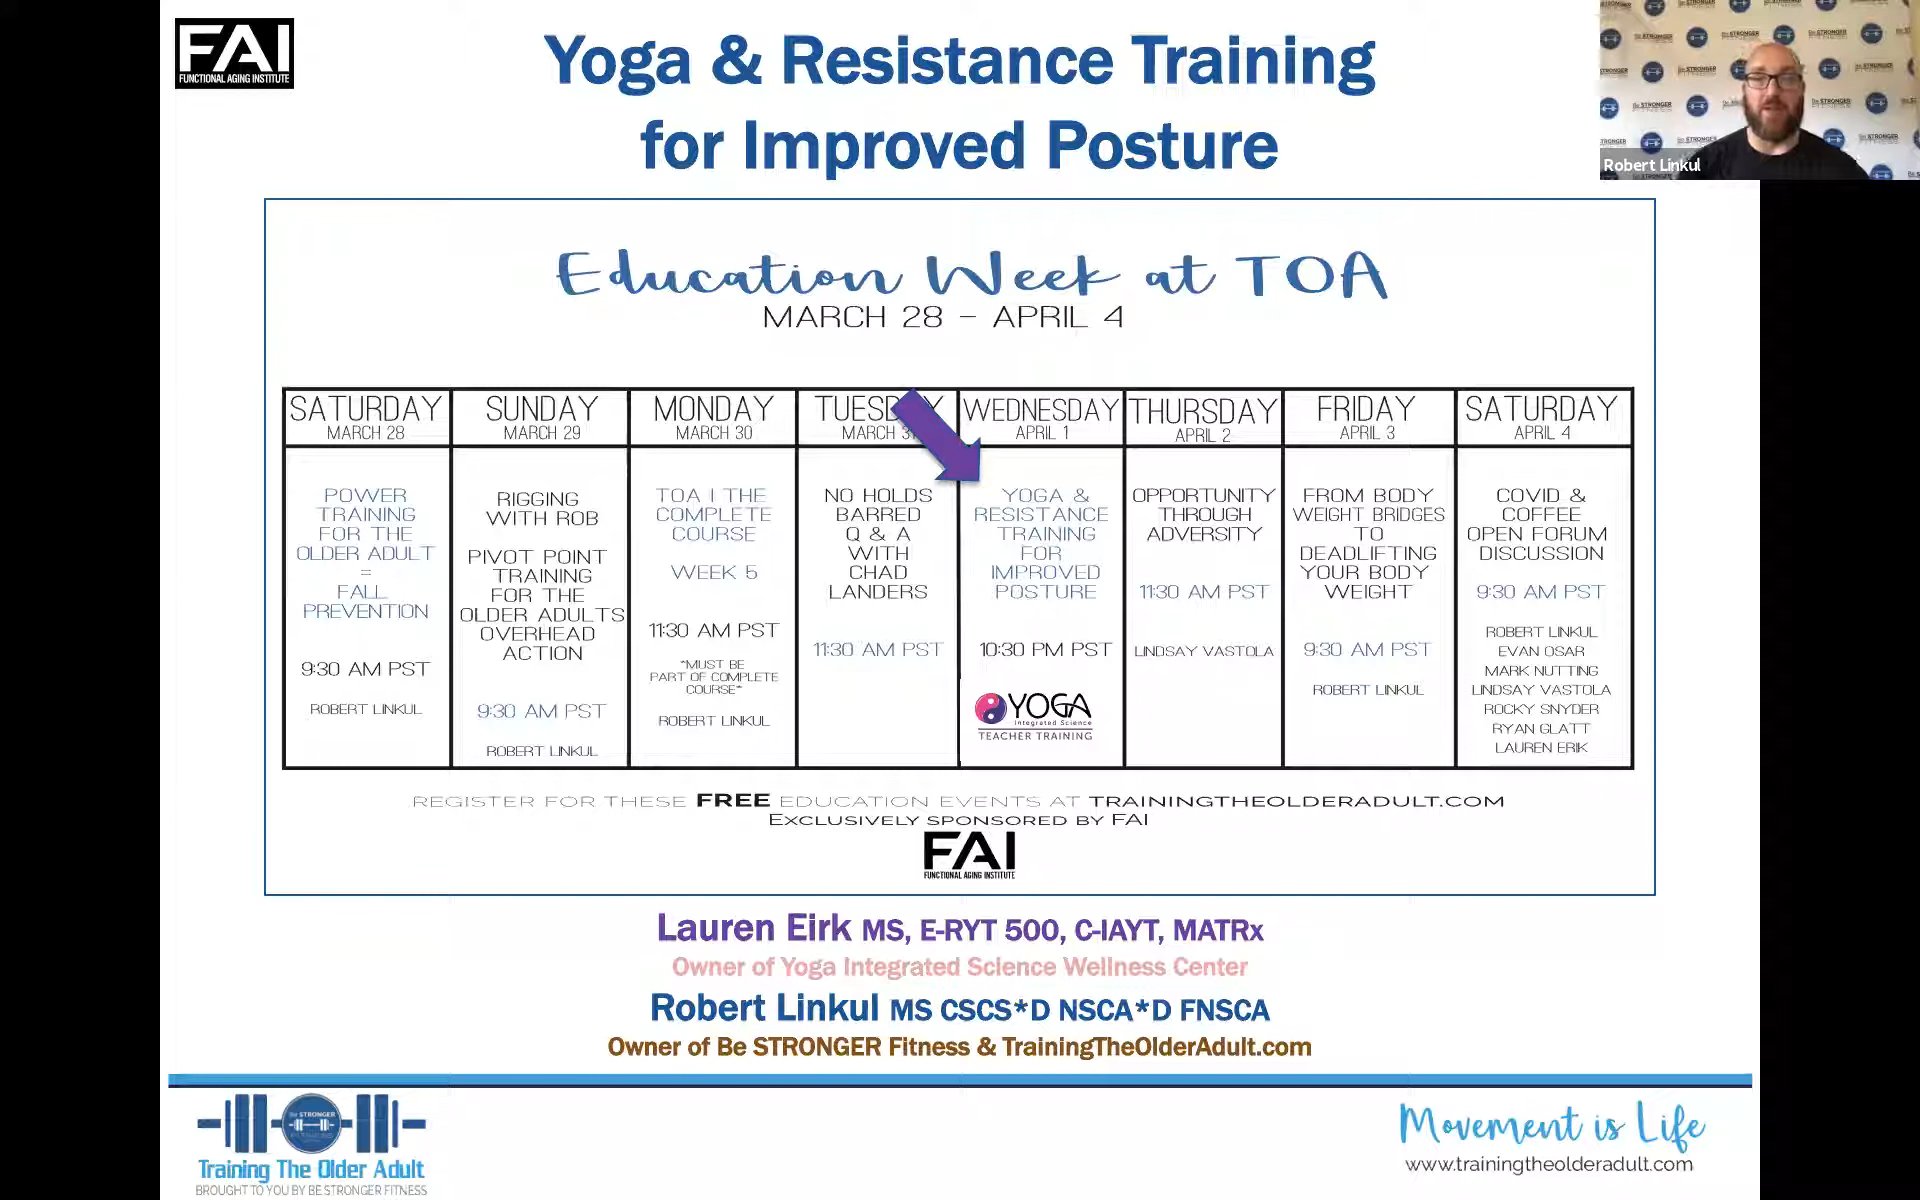 FAI
FUNCTIONAL AGING INSTITUTE
Yoga & Resistance Training
for Improved Posture
Robert Linkul
Education Week at TOA
MARCH 28 - APRIL 4
SATURDAY
MARCH 28
POWER
TRAINING
FOR THE
OLDER ADULT
=
FALL
PREVENTION
9:30 AM PST
ROBERT LINKUL
SUNDAY
MARCH 29
RIGGING
WITH ROB
PIVOT POINT
TRAINING
FOR THE
OLDER ADULTS
OVERHEAD
ACTION
9:30 AM PST
ROBERT LINKUL
MONDAY
MARCH 30
TOA | THE
COMPLETE
COURSE
WEEK 5
11:30 AM PST
*MUST BE
PART OF COMPLETE
COURSE*
ROBERT LINKUL
TUESDAY
MARCH 31
NO HOLDS
BARRED
Q & A
WITH
CHAD
LANDERS
11:30 AM PST
WEDNESDAY
APRIL 1
YOGA &
RESISTANCE
TRAINING
FOR
IMPROVED
POSTURE
10:30 PM PST
YOGA
Integrated Science
TEACHER TRAINING
THURSDAY
APRIL 2
OPPORTUNITY
THROUGH
ADVERSITY
11:30 AM PST
LINDSAY VASTOLA
FRIDAY
APRIL 3
FROM BODY
WEIGHT BRIDGES
TO
DEADLIFTING
YOUR BODY
WEIGHT
9:30 AM PST
ROBERT LINKUL
SATURDAY
APRIL 4
COVID &
COFFEE
OPEN FORUM
DISCUSSION
9:30 AM PST
ROBERT LINKUL
EVAN OSAR
MARK NUTTING
LINDSAY VASTOLA
ROCKY SNYDER
RYAN GLATT
LAUREN ERIK
REGISTER FOR THESE FREE EDUCATION EVENTS AT TRAININGTHEOLDERADULT.COM
EXCLUSIVELY SPONSORED BY FAI
FAI
FUNCTIONAL AGING INSTITUTE
Lauren Eirk MS, E-RYT 500, C-IAYT, MATRx
Owner of Yoga Integrated Science Wellness Center
Robert Linkul MS CSCS*D NSCA*D FNSCA
Owner of Be STRONGER Fitness & TrainingTheOlderAdult.com
Be STRONGER
Training The Older Adult
BROUGHT TO YOU BY BE STRONGER FITNESS
Movement is Life
www.trainingtheolderadult.com